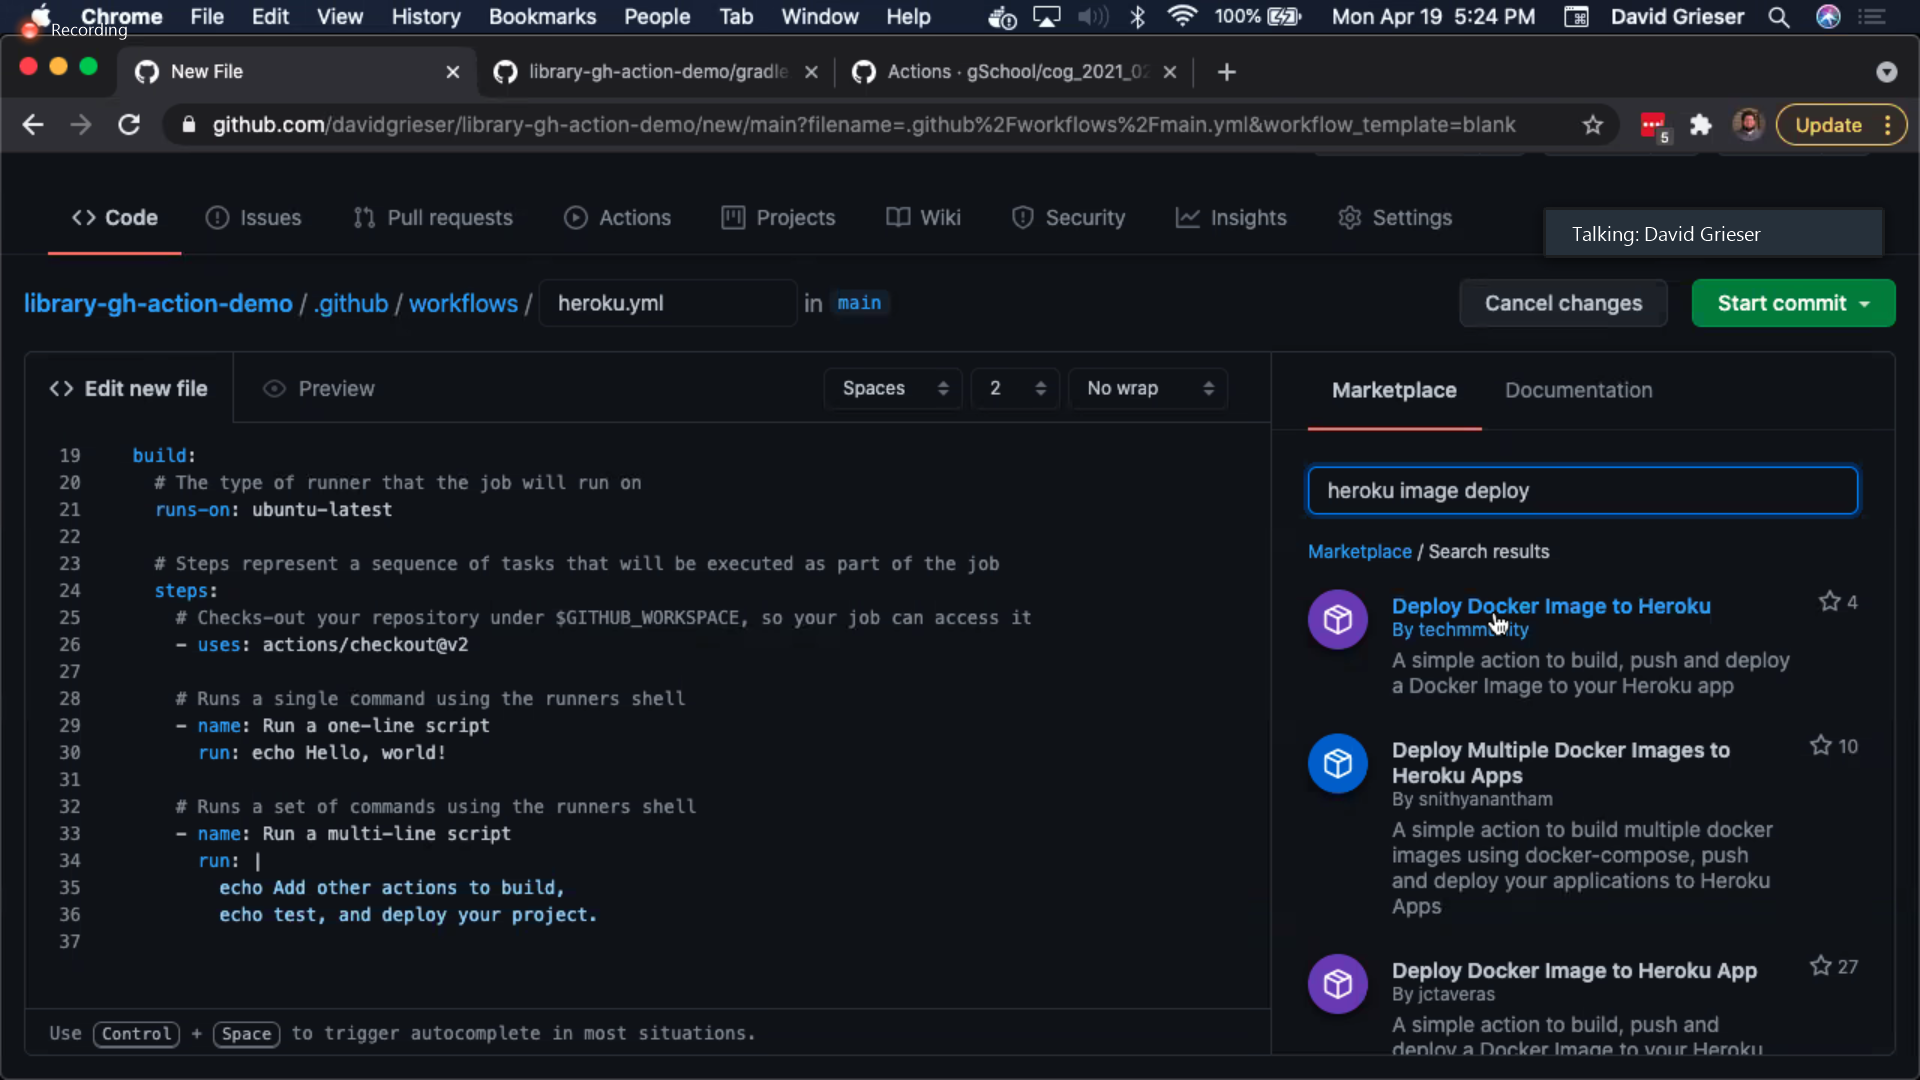 Chrome File Edit View History Bookmarks People Tab Window Help 100% Mon Apr 19 5:24 PM David Grieser
Recording
New File library-gh-action-demo/gradle Actions · gSchool/cog_2021_02
github.com/davidgrieser/library-gh-action-demo/new/main?filename=.github%2Fworkflows%2Fmain.yml&workflow_template=blank 5 Update
Code Issues Pull requests Actions Projects Wiki Security Insights Settings
Talking: David Grieser
library-gh-action-demo / .github / workflows / heroku.yml in main Cancel changes Start commit
Edit new file Preview Spaces 2 No wrap
19 build:
20 # The type of runner that the job will run on
21 runs-on: ubuntu-latest
22
23 # Steps represent a sequence of tasks that will be executed as part of the job
24 steps:
25 # Checks-out your repository under $GITHUB_WORKSPACE, so your job can access it
26 - uses: actions/checkout@v2
27
28 # Runs a single command using the runners shell
29 - name: Run a one-line script
30 run: echo Hello, world!
31
32 # Runs a set of commands using the runners shell
33 - name: Run a multi-line script
34 run: |
35 echo Add other actions to build,
36 echo test, and deploy your project.
37
Use Control + Space to trigger autocomplete in most situations.
Marketplace Documentation
heroku image deploy
Marketplace / Search results
Deploy Docker Image to Heroku 4
By
A simple action to build, push and deploy
a Docker Image to your Heroku app
Deploy Multiple Docker Images to 10
Heroku Apps
By snithyanantham
A simple action to build multiple docker
images using docker-compose, push
and deploy your applications to Heroku
Apps
Deploy Docker Image to Heroku App 27
By jctaveras
A simple action to build, push and
deploy a Docker Image to your Heroku